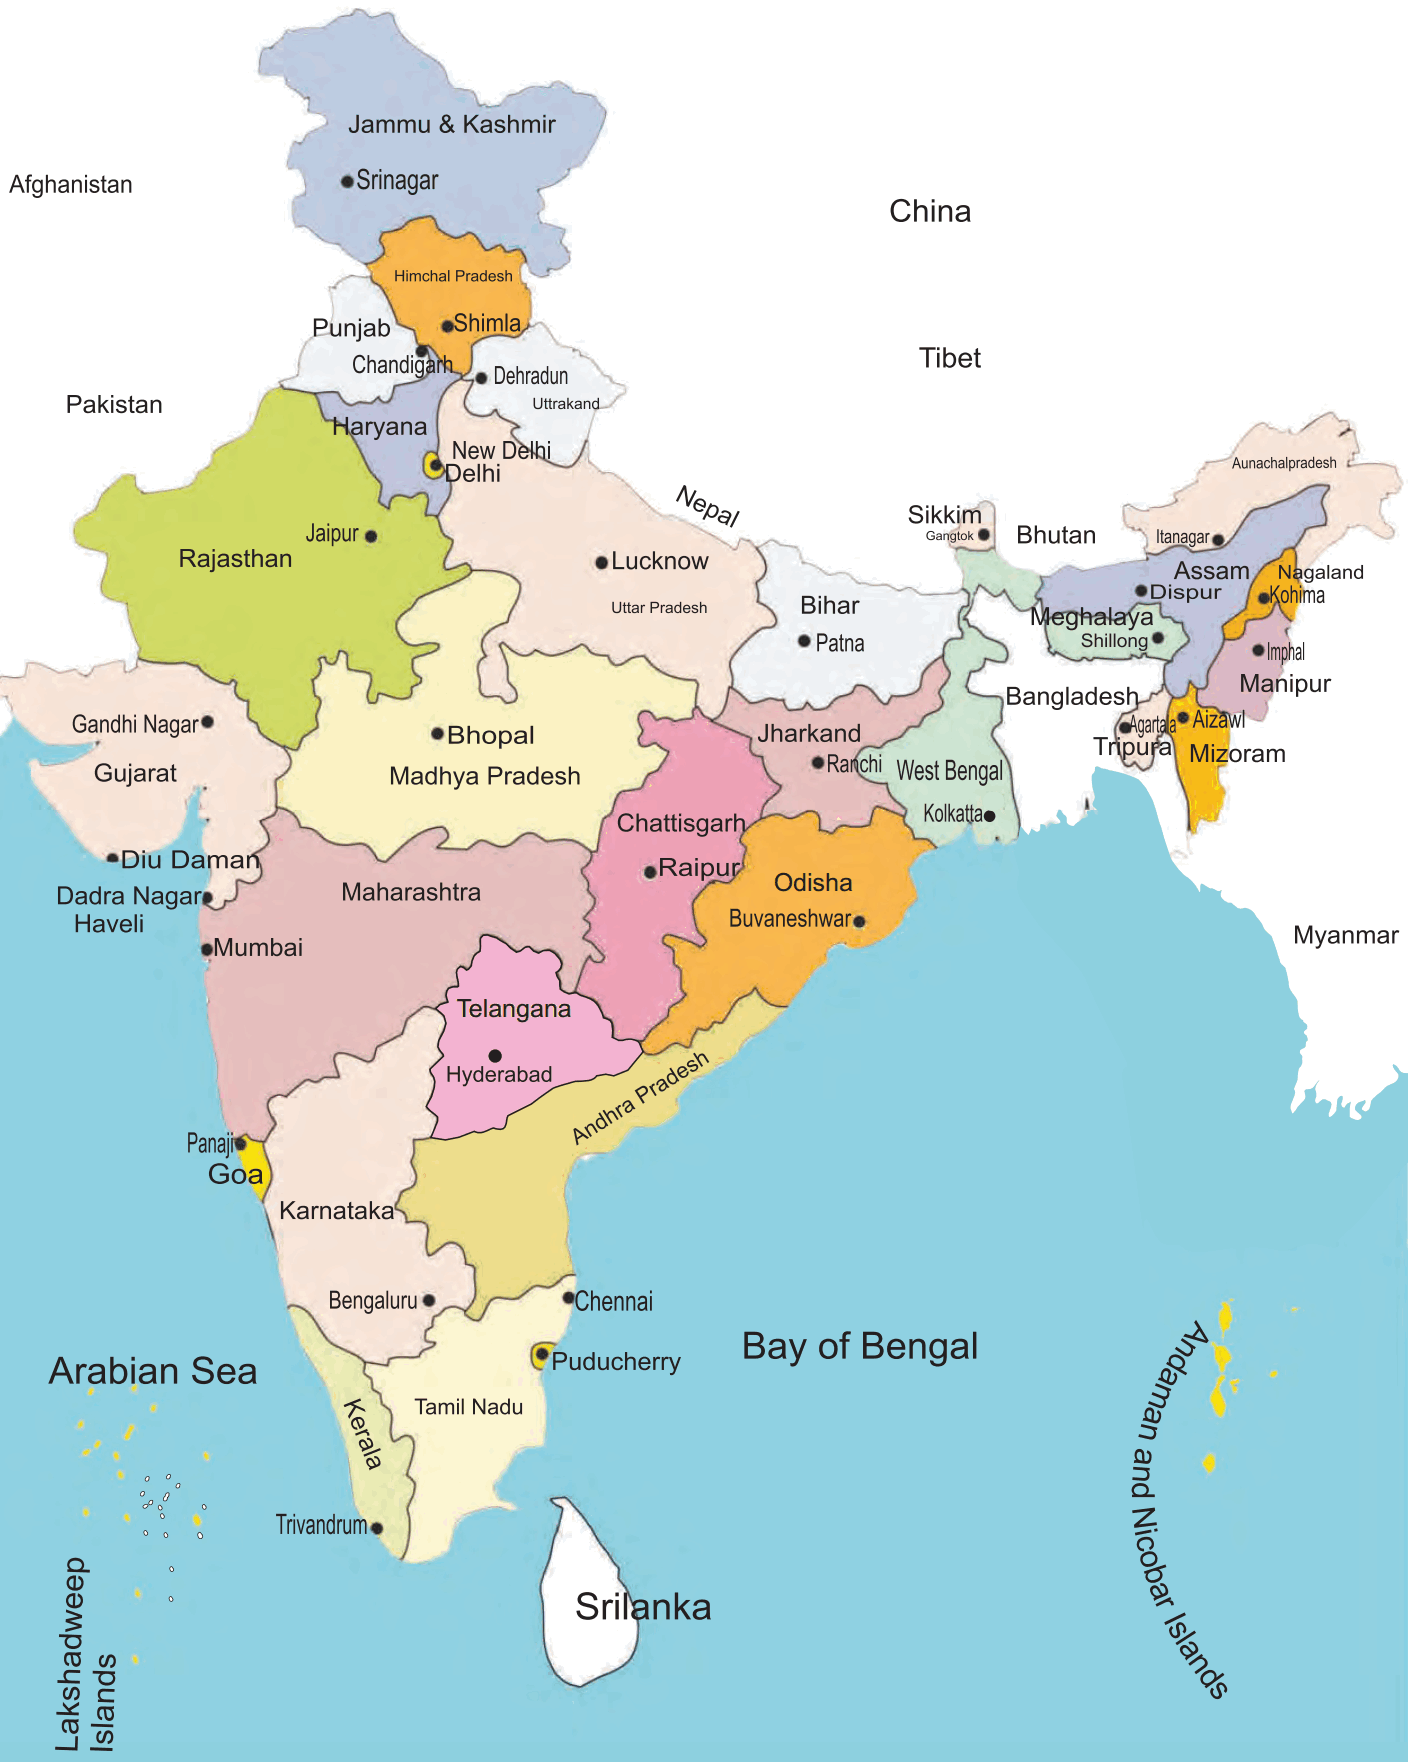 Jammu & Kashmir
Srinagar
Afghanistan
China
Himchal Pradesh
Shimla
Punjab
Chandigarh
Tibet
Dehradun
Uttrakand
Pakistan
Haryana
New Delhi
Delhi
Aunachalpradesh
Nepal
Sikkim
Gangtok
Bhutan
Itanagar
Jaipur
Rajasthan
Lucknow
Uttar Pradesh
Bihar
Patna
Assam
Dispur
Nagaland
Kohima
Meghalaya
Shillong
Imphal
Manipur
Bangladesh
Agartala
Tripura
Aizawl
Mizoram
Gandhi Nagar
Gujarat
Bhopal
Madhya Pradesh
Jharkand
Ranchi
West Bengal
Kolkatta
Chattisgarh
Raipur
Diu Daman
Dadra Nagar
Haveli
Maharashtra
Odisha
Buvaneshwar
Mumbai
Myanmar
Telangana
Hyderabad
Andhra Pradesh
Panaji
Goa
Karnataka
Bengaluru
Chennai
Puducherry
Bay of Bengal
Arabian Sea
Tamil Nadu
Kerala
Trivandrum
Andaman and Nicobar Islands
Lakshadweep
Islands
Srilanka